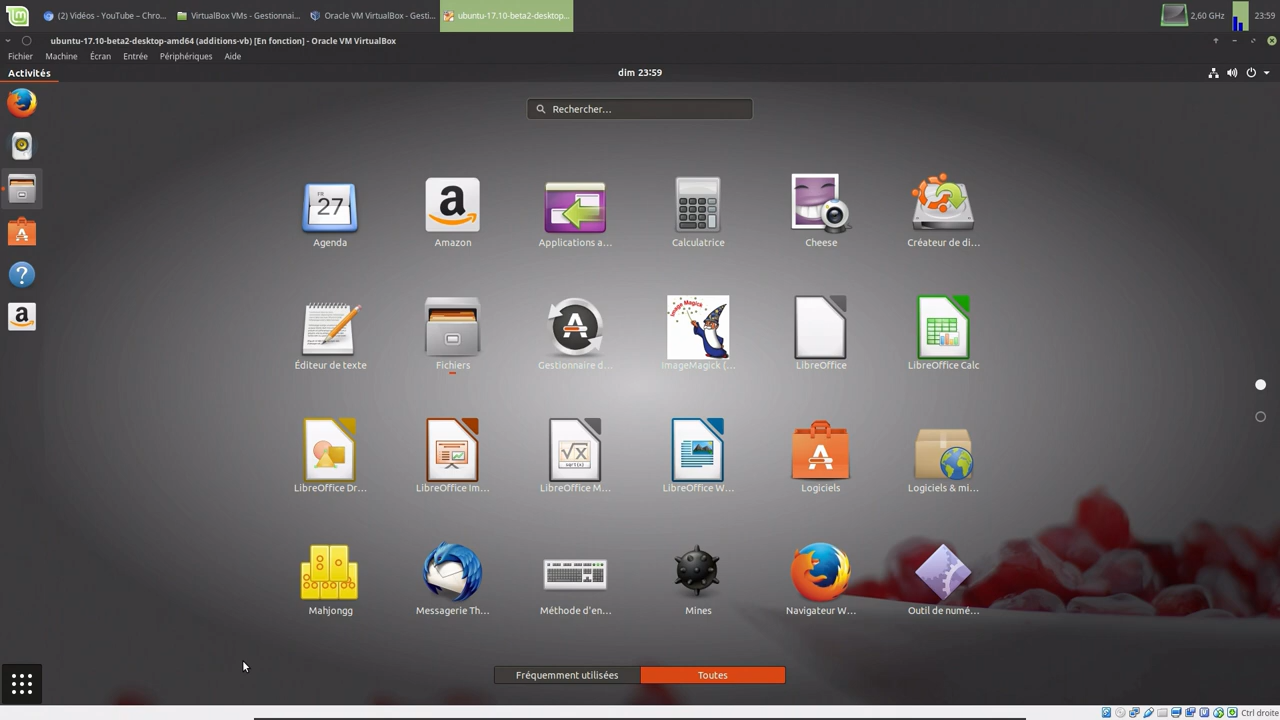 (2) Vidéos - YouTube – Chro...
VirtualBox VMs - Gestionnai...
Oracle VM VirtualBox - Gesti...
ubuntu-17.10-beta2-desktop...
2,60 GHz
23:59
ubuntu-17.10-beta2-desktop-amd64 (additions-vb) [En fonction] - Oracle VM VirtualBox
Fichier Machine Écran Entrée Périphériques Aide
Activités
dim 23:59
Rechercher...
FRI
27
Agenda
Amazon
Applications a...
Calculatrice
Cheese
Créateur de di...
Image Magick
Éditeur de texte
Fichiers
Gestionnaire d...
ImageMagick (...
LibreOffice
LibreOffice Calc
LibreOffice Dr...
LibreOffice Im...
LibreOffice M...
LibreOffice W...
Logiciels
Logiciels & mi...
Mahjongg
Messagerie Th...
Méthode d'en...
Mines
Navigateur W...
Outil de numé...
Fréquemment utilisées
Toutes
Ctrl droite